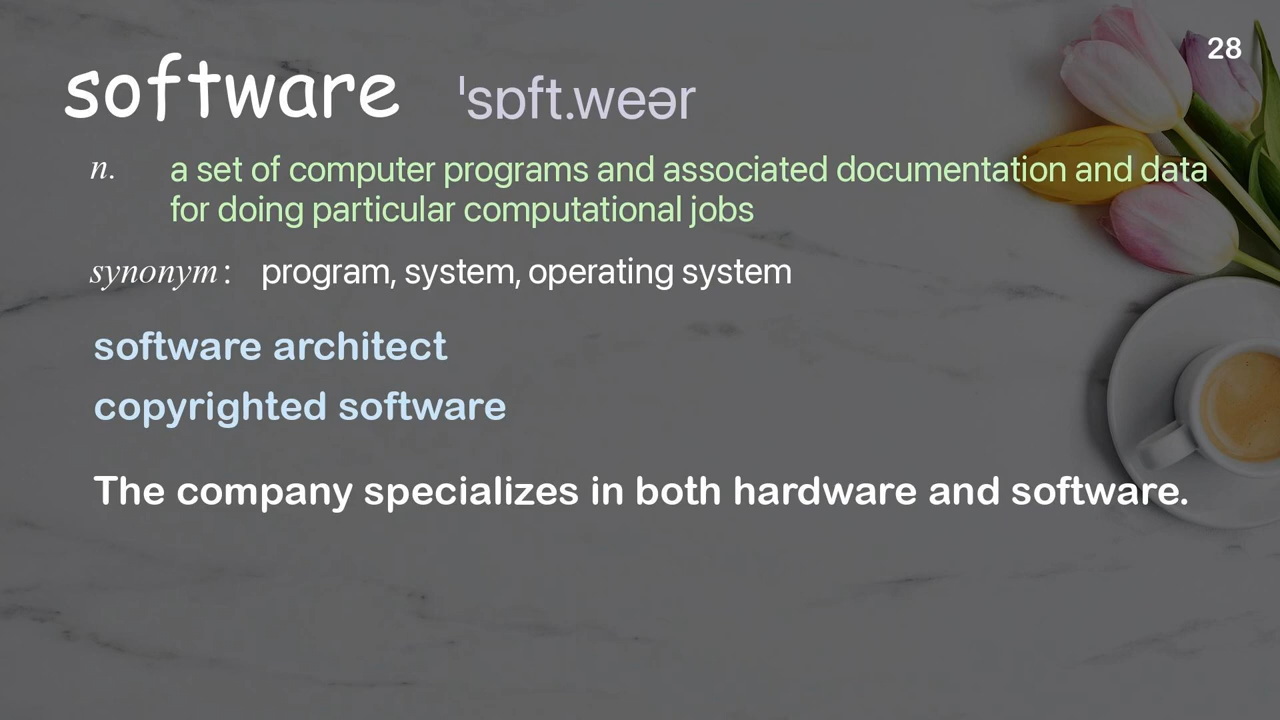 28
software ˈsɒft.weər
n. a set of computer programs and associated documentation and data
for doing particular computational jobs
synonym: program, system, operating system
software architect
copyrighted software
The company specializes in both hardware and software.